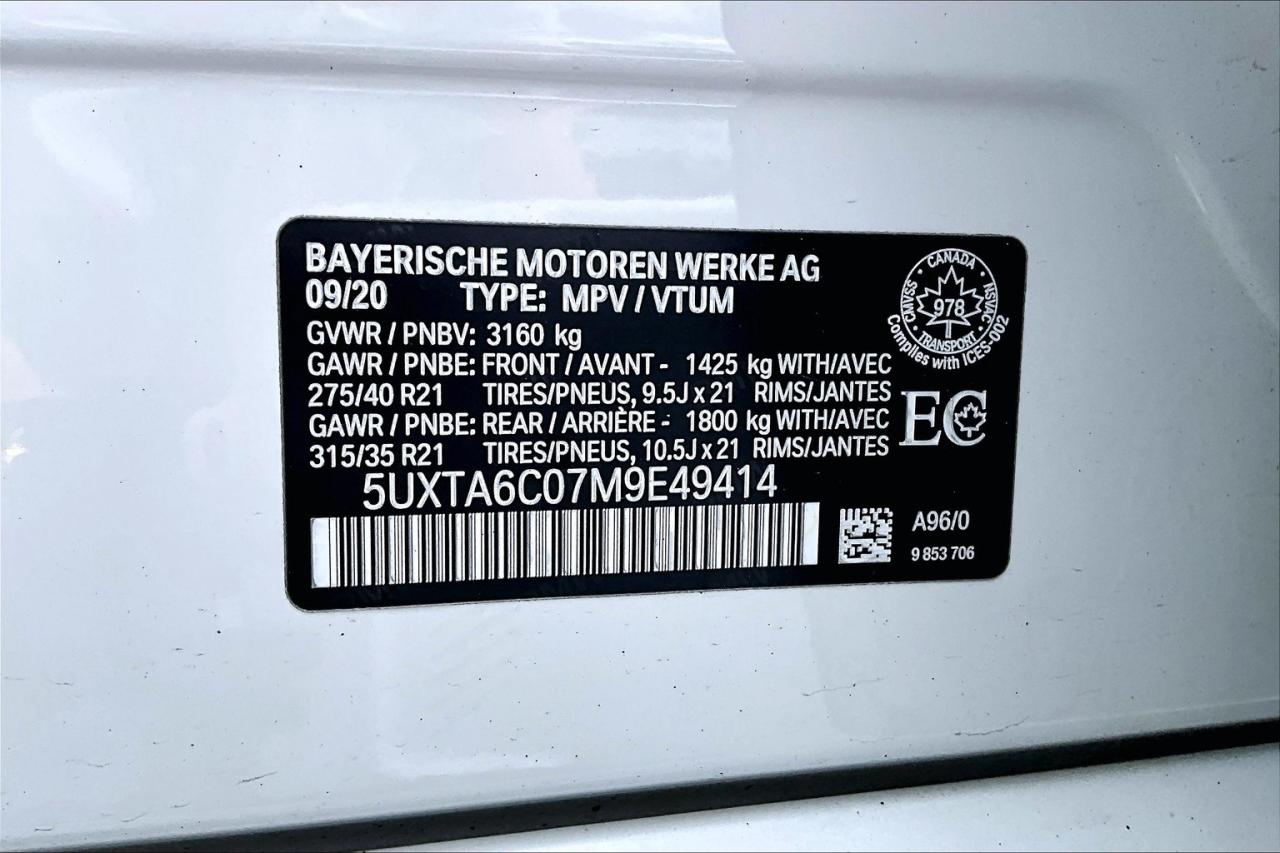 BAYERISCHE MOTOREN WERKE AG
09/20 TYPE: MPV / VTUM
GVWR / PNBV: 3160 kg
GAWR / PNBE: FRONT / AVANT - 1425 kg WITH/AVEC
275/40 R21 TIRES/PNEUS, 9.5J x 21 RIMS/JANTES
GAWR / PNBE: REAR / ARRIÈRE - 1800 kg WITH/AVEC
315/35 R21 TIRES/PNEUS, 10.5J x 21 RIMS/JANTES
5UXTA6C07M9E49414
CANADA
CMVSS
978
NSVAC
TRANSPORT
Complies with ICES-002
EC
A96/0
9 853 706